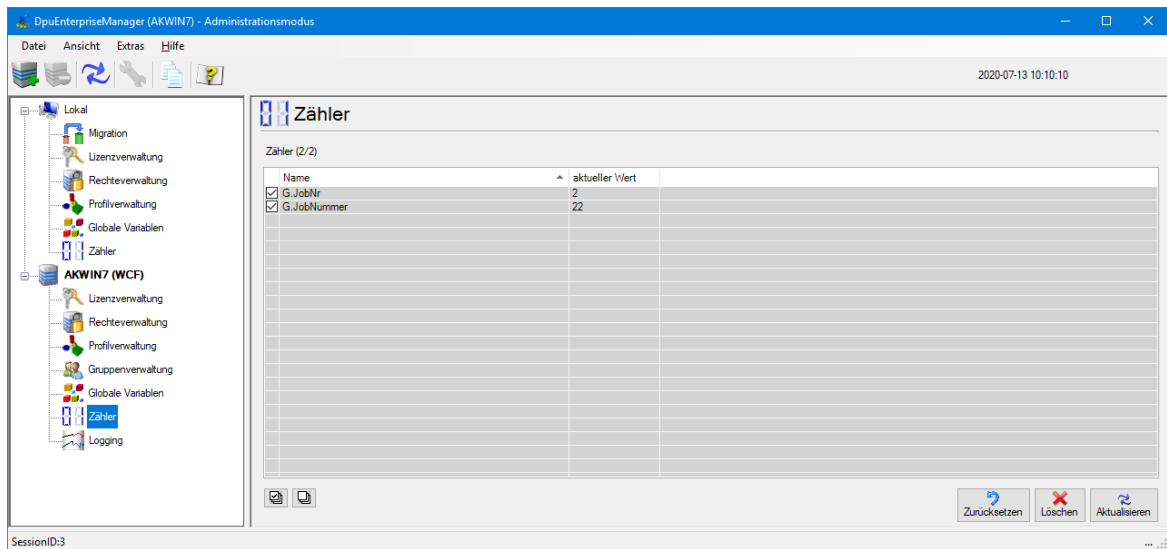 DpuEnterpriseManager (AKWIN7) - Administrationsmodus
Datei Ansicht Extras Hilfe
2020-07-13 10:10:10
Lokal
Migration
Lizenzverwaltung
Rechteverwaltung
Profilverwaltung
Globale Variablen
Zähler
AKWIN7 (WCF)
Lizenzverwaltung
Rechteverwaltung
Profilverwaltung
Gruppenverwaltung
Globale Variablen
Zähler
Logging
Zähler
Zähler (2/2)
Name aktueller Wert
G.JobNr 2
G.JobNummer 22
Zurücksetzen Löschen Aktualisieren
SessionID:3 ...